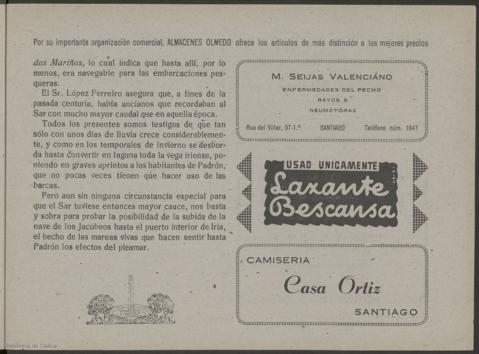 Por su importante organización comercial, ALMACENES OLMEDO ofrece los artículos de más distinción a los mejores precios
dos Mariños, lo cual indica que hasta allí, por lo
menos, era navegable para las embarcaciones pes-
queras.
El Sr. López Ferreiro asegura que, a fines de la
pasada centuria, había ancianos que recordaban al
Sar con mucho mayor caudal que en aquella época.
Todos los presentes somos testigos de que tan
sólo con unos días de lluvia crece considerablemen-
te, y como en los temporales de invierno se desbor-
da hasta convertir en laguna toda la vega iriense, po-
niendo en graves aprietos a los habitantes de Padrón,
que no pocas veces tienen que hacer uso de las
barcas.
Pero aun sin ninguna circunstancia especial para
que el Sar tuviese entonces mayor cauce, nos basta
y sobra para probar la posibilidad de la subida de la
nave de los Jacobeos hasta el puerto interior de Iria,
el hecho de las mareas vivas que hacen sentir hasta
Padrón los efectos del pleamar.
M. SEIJAS VALENCIÁNO
ENFERMEDADES DEL PECHO
RAYOS X
NEUMOTÓRAX
Rua del Villar, 57-1.º SANTIAGO Teléfono núm. 1847
USAD UNICAMENTE
Laxante
Bescansa
CAMISERIA
Casa Ortiz
SANTIAGO
Biblioteca de Galicia